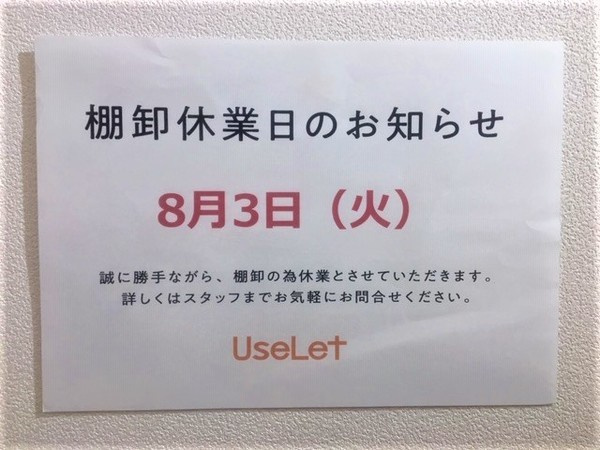 棚卸休業日のお知らせ
8月3日（火）
誠に勝手ながら、棚卸の為休業とさせていただきます。
詳しくはスタッフまでお気軽にお問合せください。
UseLet